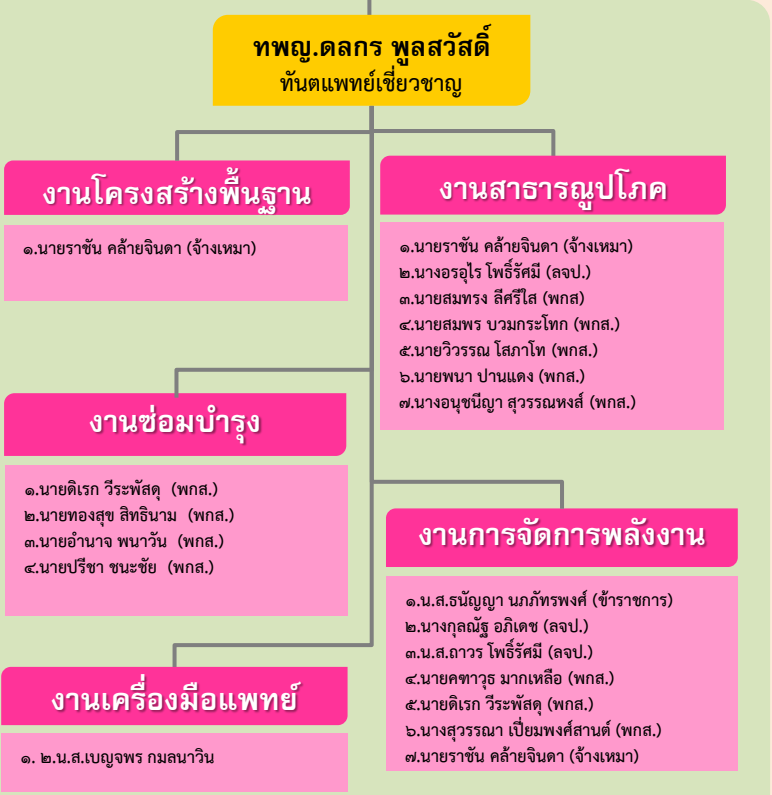 ทพญ.ดลกร พูลสวัสดิ์
ทันตแพทย์เชี่ยวชาญ
งานโครงสร้างพื้นฐาน
๑.นายราชัน คล้ายจินดา (จ้างเหมา)
งานสาธารณูปโภค
๑.นายราชัน คล้ายจินดา (จ้างเหมา)
๒.นางอรอุไร โพธิ์รัศมี (ลจป.)
๓.นายสมทรง ลีศรีใส (พกส)
๔.นายสมพร บวมกระโทก (พกส.)
๕.นายวิวรรณ โสภาโท (พกส.)
๖.นายพนา ปานแดง (พกส.)
๗.นางอนุชนีญา สุวรรณหงส์ (พกส.)
งานซ่อมบำรุง
๑.นายดิเรก วีระพัสดุ (พกส.)
๒.นายทองสุข สิทธินาม (พกส.)
๓.นายอำนาจ พนาวัน (พกส.)
๔.นายปรีชา ชนะชัย (พกส.)
งานการจัดการพลังงาน
๑.น.ส.ธนัญญา นภภัทรพงศ์ (ข้าราชการ)
๒.นางกุลณัฐ อภิเดช (ลจป.)
๓.น.ส.ถาวร โพธิ์รัศมี (ลจป.)
๔.นายคฑาวุธ มากเหลือ (พกส.)
๕.นายดิเรก วีระพัสดุ (พกส.)
๖.นางสุวรรณา เปี่ยมพงศ์สานต์ (พกส.)
๗.นายราชัน คล้ายจินดา (จ้างเหมา)
งานเครื่องมือแพทย์
๑. ๒.น.ส.เบญจพร กมลนาวิน